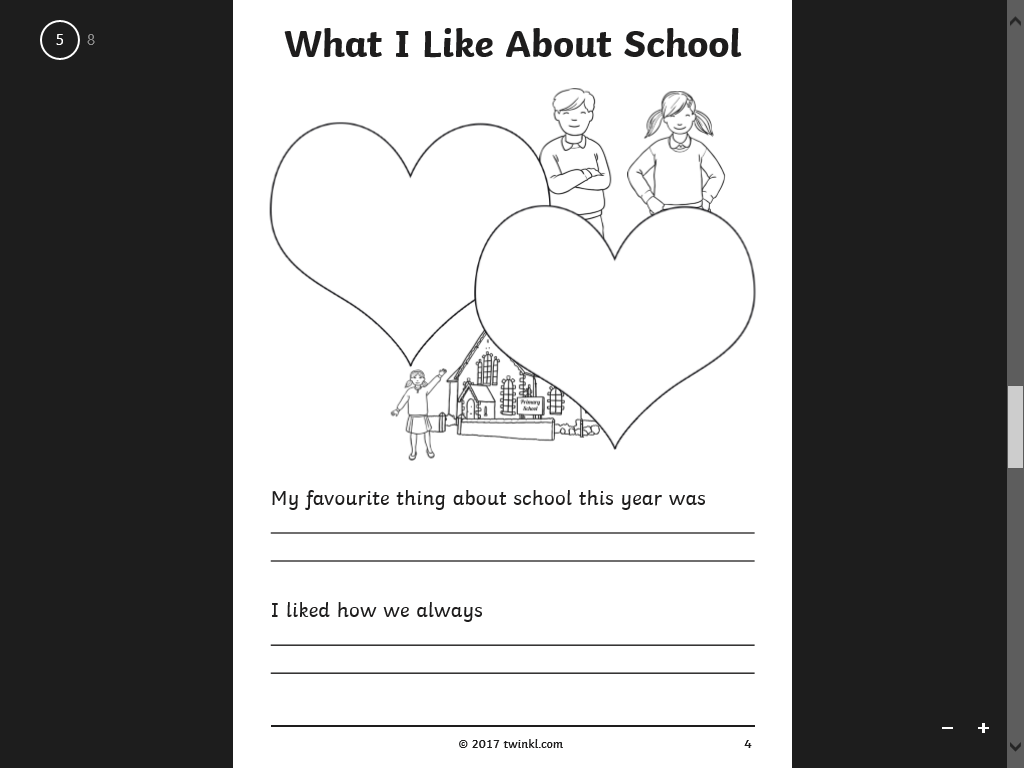 5 8
What I Like About School
Primary
School
My favourite thing about school this year was
I liked how we always
© 2017 twinkl.com 4